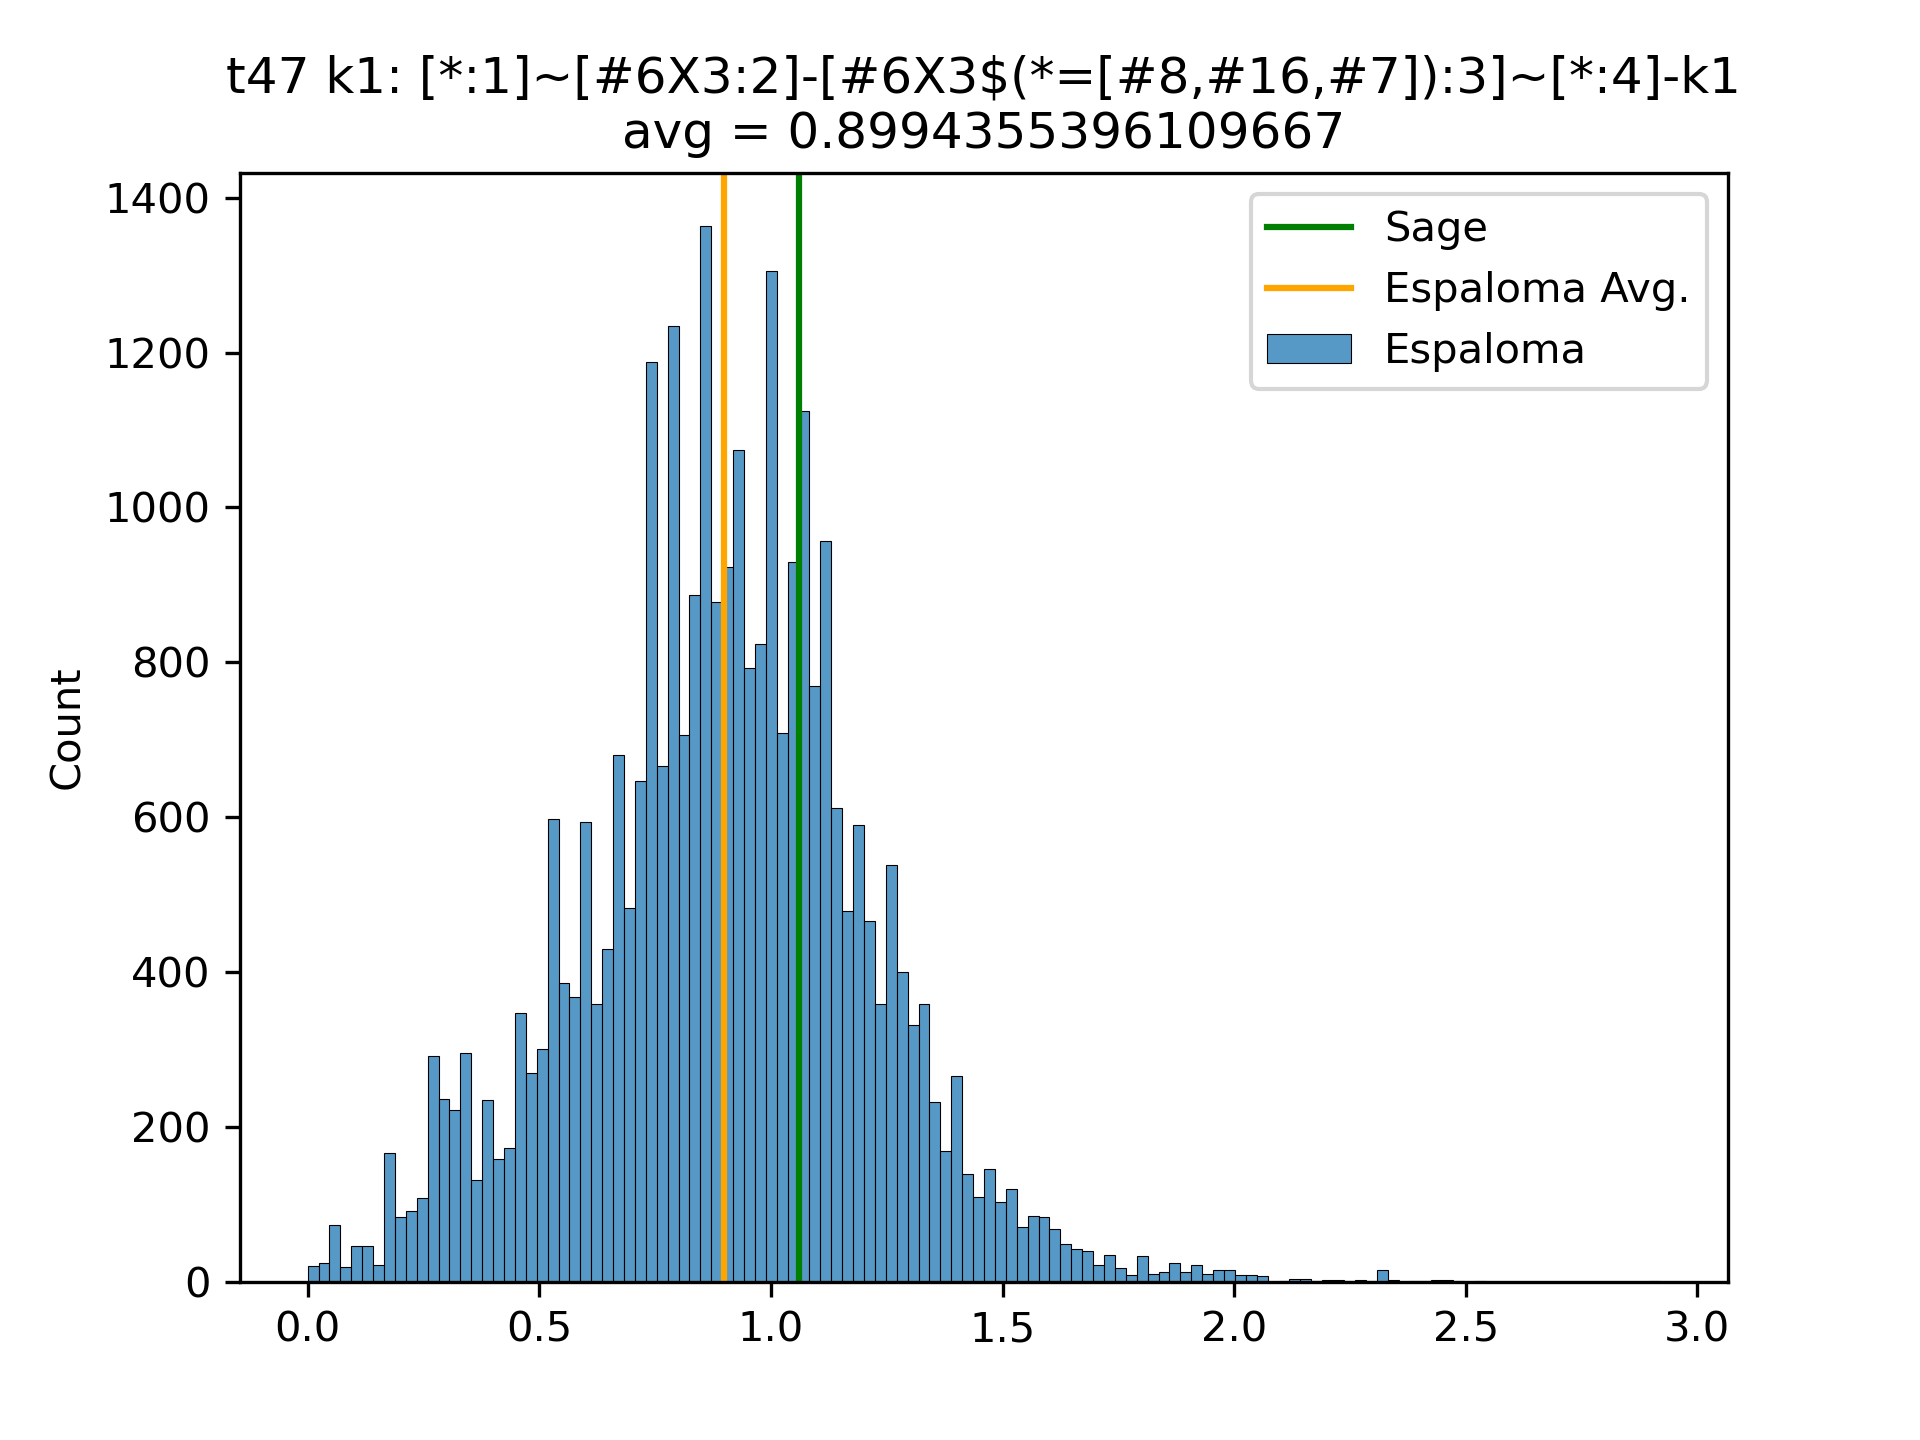 t47 k1: [*:1]~[#6X3:2]-[#6X3$(*=[#8,#16,#7]):3]~[*:4]-k1
avg = 0.8994355396109667
Sage
Espaloma Avg.
Espaloma
1400
1200
1000
800
600
400
200
0
Count
0.0 0.5 1.0 1.5 2.0 2.5 3.0